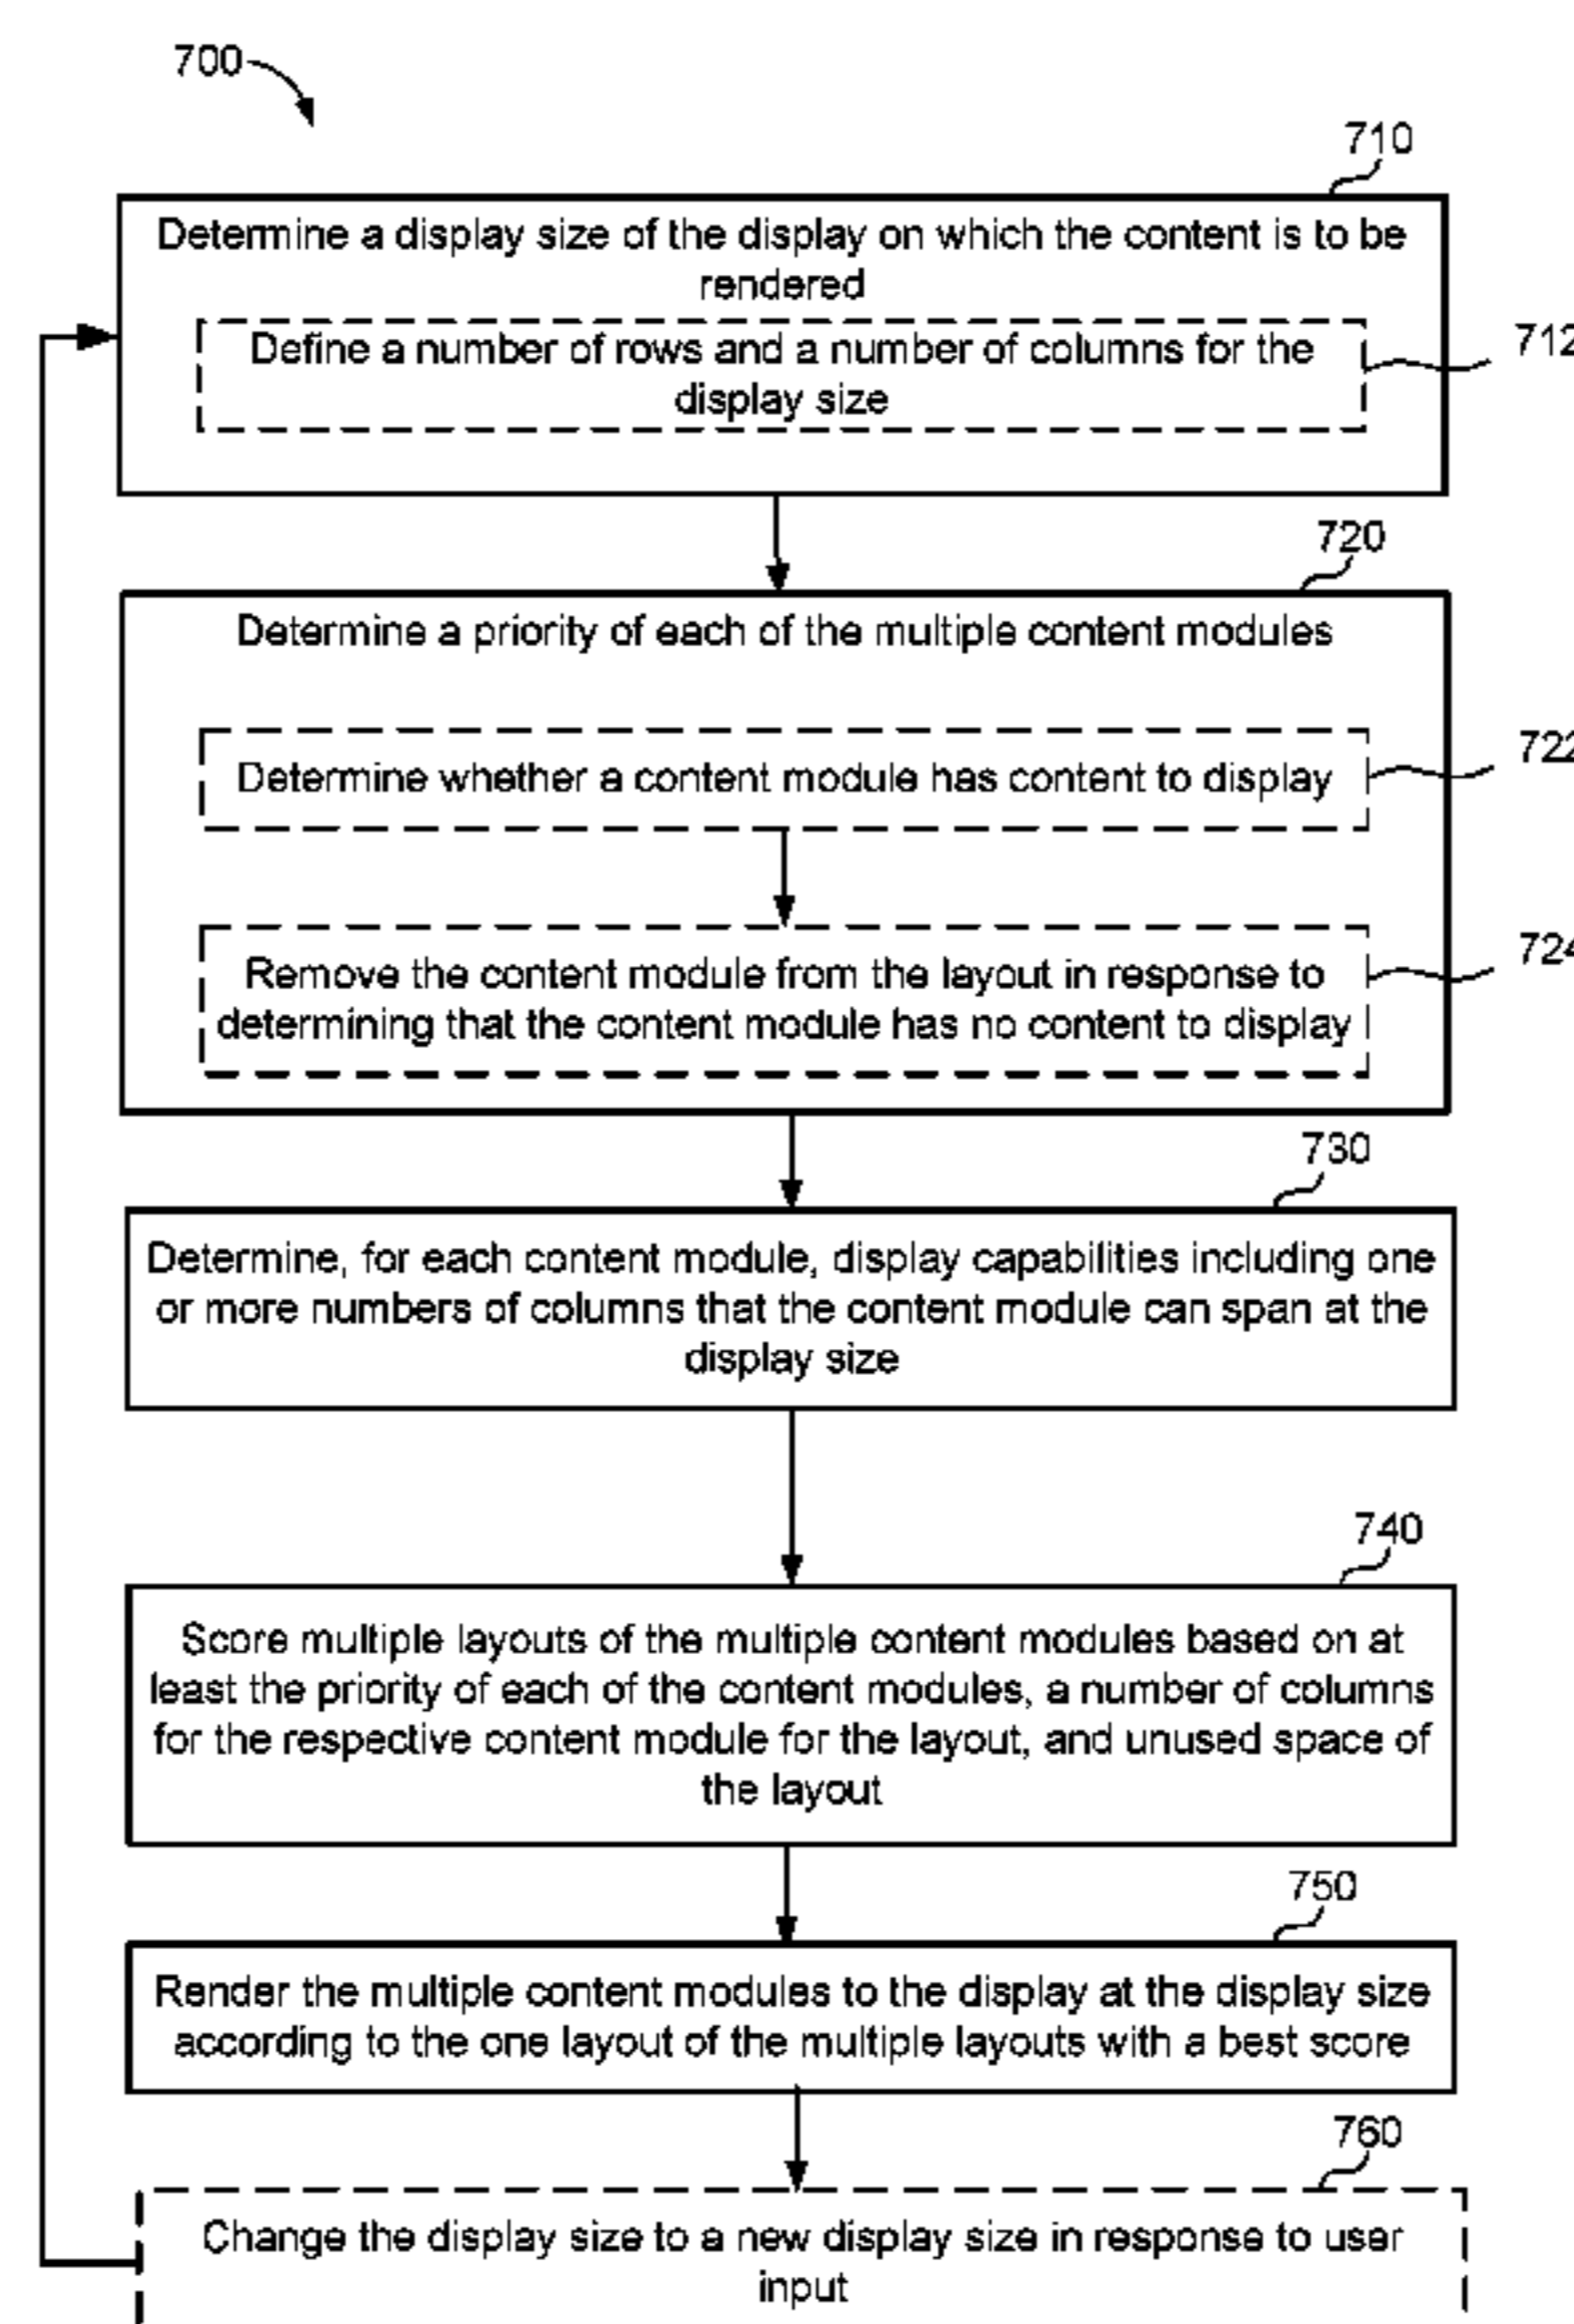 700
710
Determine a display size of the display on which the content is to be
rendered
Define a number of rows and a number of columns for the
display size
712
720
Determine a priority of each of the multiple content modules
Determine whether a content module has content to display
722
Remove the content module from the layout in response to
determining that the content module has no content to display
724
730
Determine, for each content module, display capabilities including one
or more numbers of columns that the content module can span at the
display size
740
Score multiple layouts of the multiple content modules based on at
least the priority of each of the content modules, a number of columns
for the respective content module for the layout, and unused space of
the layout
750
Render the multiple content modules to the display at the display size
according to the one layout of the multiple layouts with a best score
760
Change the display size to a new display size in response to user
input